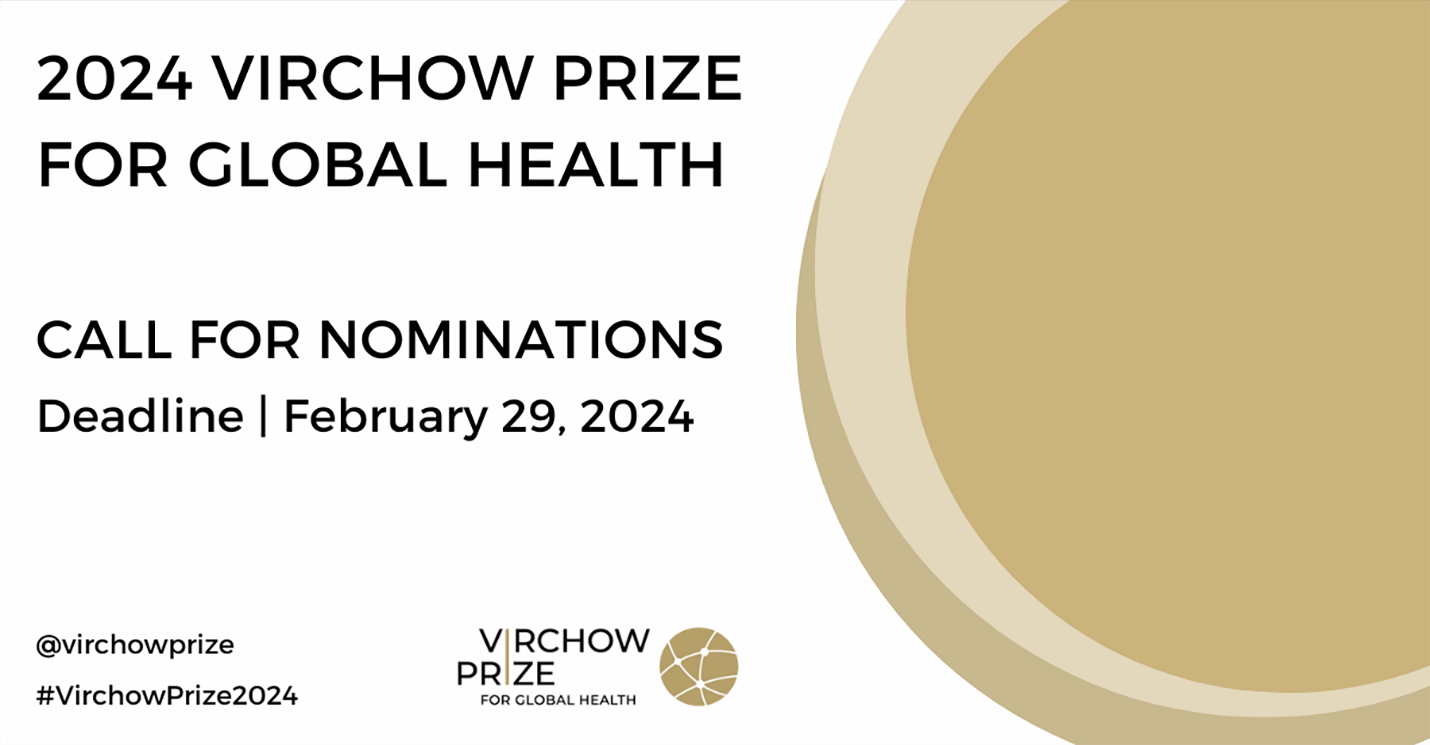 2024 VIRCHOW PRIZE
FOR GLOBAL HEALTH
CALL FOR NOMINATIONS
Deadline | February 29, 2024
@virchowprize
#VirchowPrize2024
VIRCHOW
PRIZE
FOR GLOBAL HEALTH